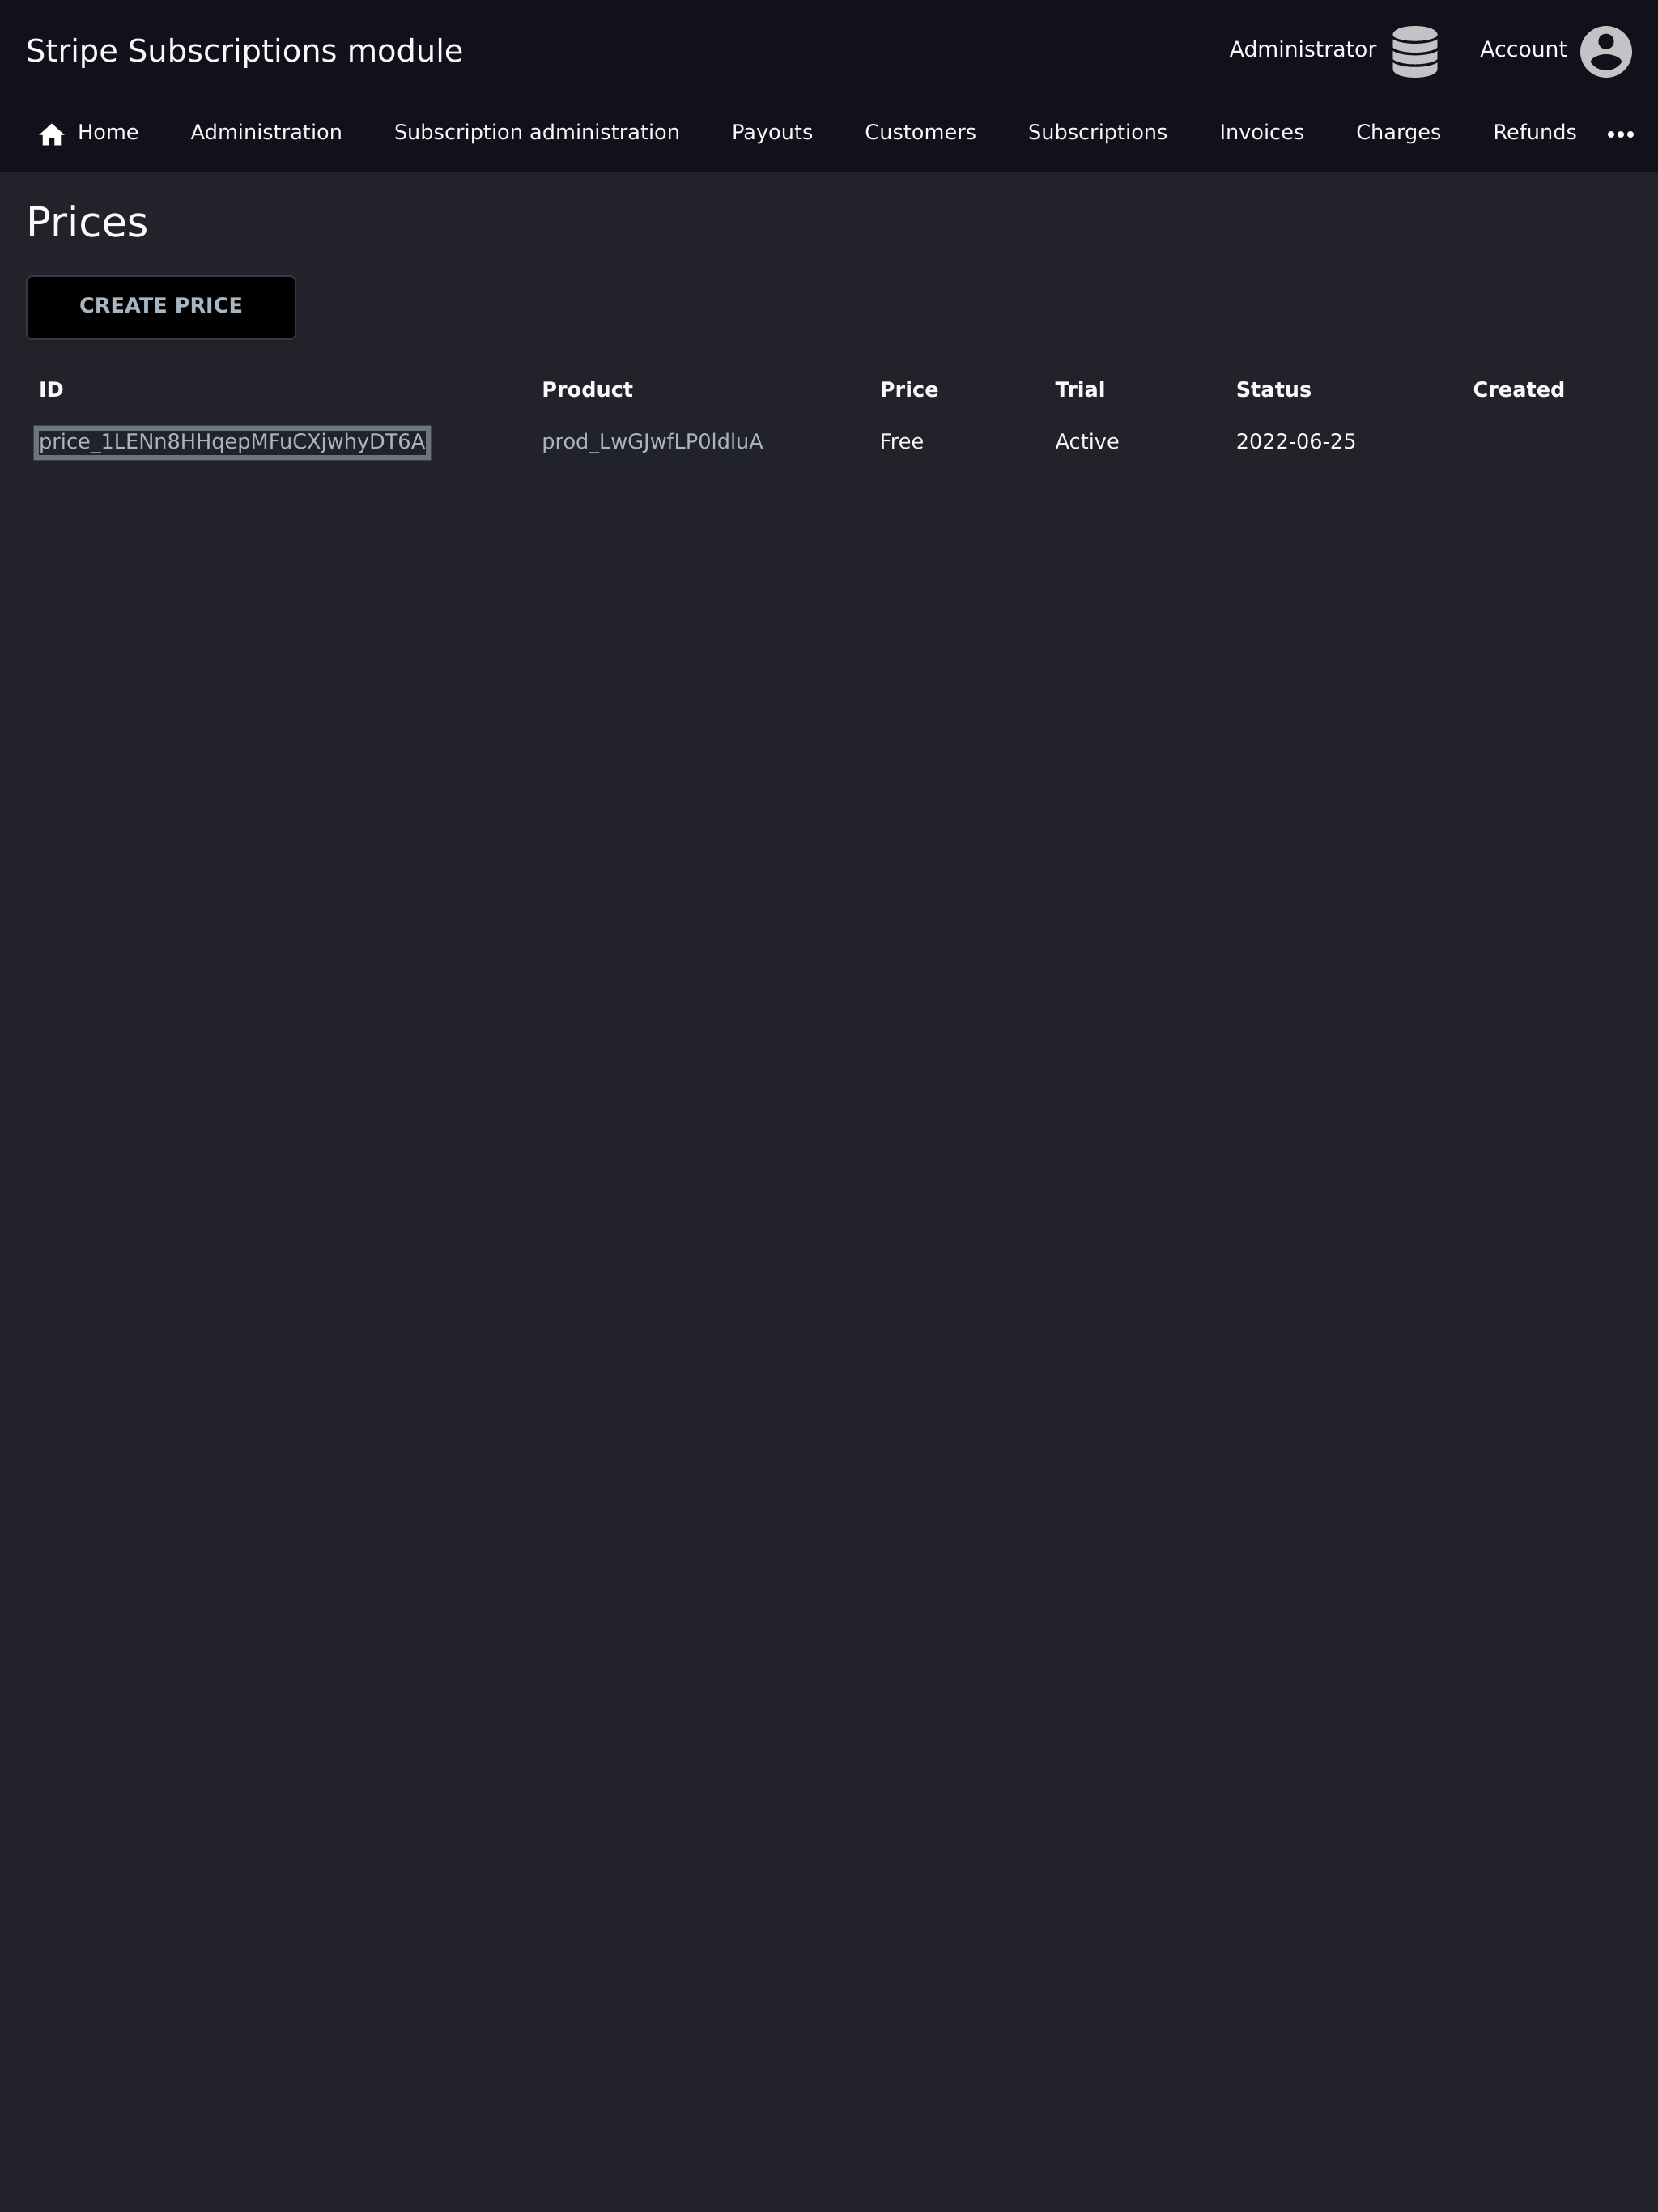 Stripe Subscriptions module
Administrator
Account
Home Administration Subscription administration Payouts Customers Subscriptions Invoices Charges Refunds
Prices
CREATE PRICE
ID Product Price Trial Status Created
price_1LENn8HHqepMFuCXjwhyDT6A prod_LwGJwfLP0ldluA Free Active 2022-06-25